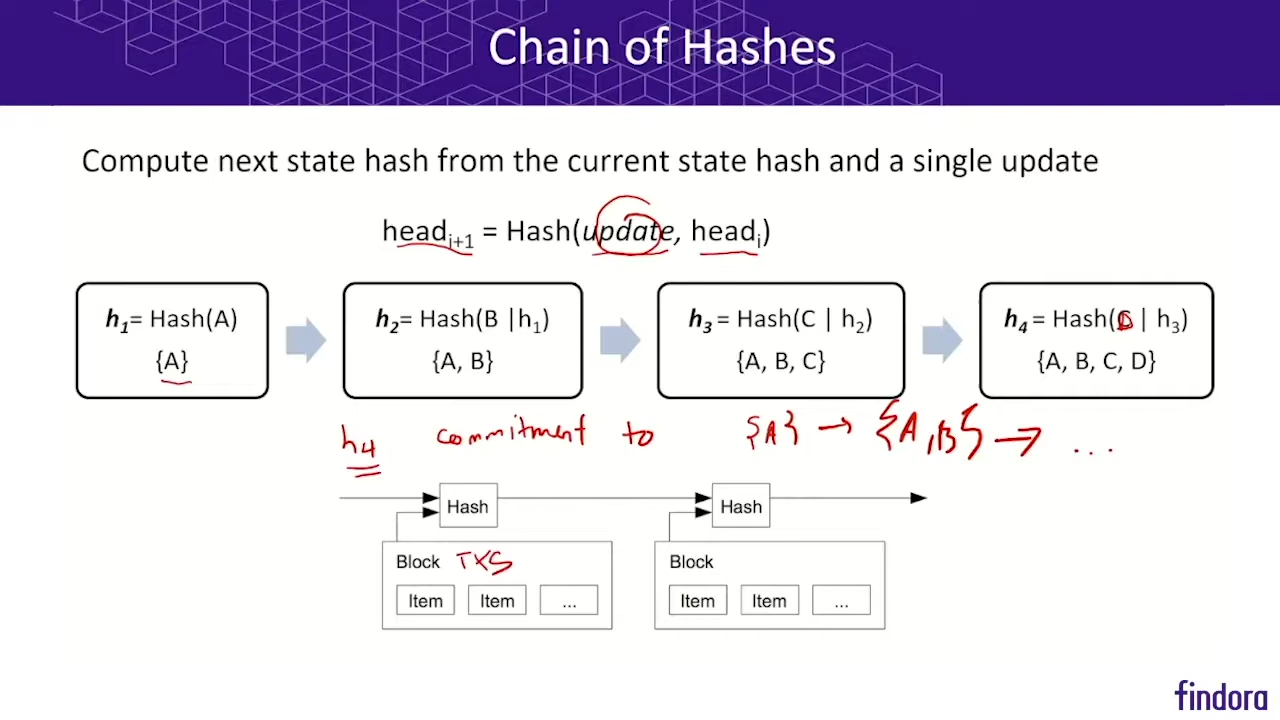 Chain of Hashes
Compute next state hash from the current state hash and a single update
headᵢ₊₁ = Hash(update, headᵢ)
h₁= Hash(A)
{A}
h₂= Hash(B |h₁)
{A, B}
h₃ = Hash(C | h₂)
{A, B, C}
h₄ = Hash(D | h₃)
{A, B, C, D}
h4 commitment to {A} → {A,B} → ...
Hash
Hash
Block TXS
Item Item ...
Block
Item Item ...
findora